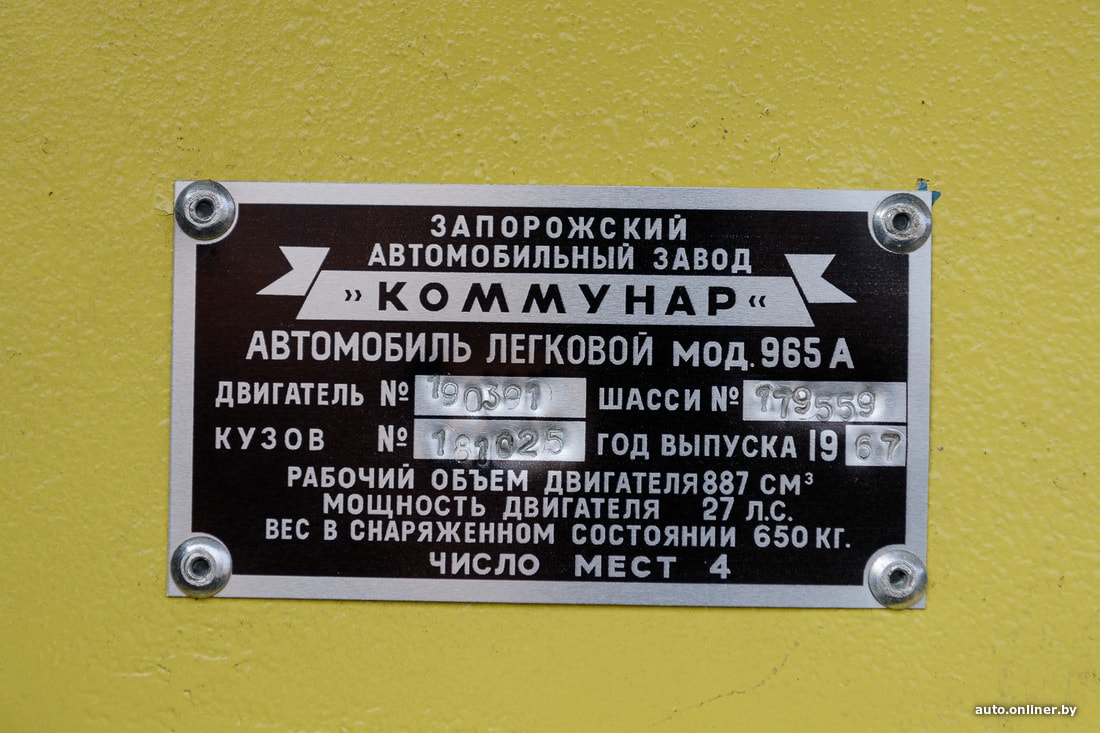 ЗАПОРОЖСКИЙ
АВТОМОБИЛЬНЫЙ ЗАВОД
»КОММУНАР«
АВТОМОБИЛЬ ЛЕГКОВОЙ МОД. 965 А
ДВИГАТЕЛЬ № 190391 ШАССИ № 179559
КУЗОВ № 181025 ГОД ВЫПУСКА 1967
РАБОЧИЙ ОБЪЕМ ДВИГАТЕЛЯ 887 СМ³
МОЩНОСТЬ ДВИГАТЕЛЯ 27 Л.С.
ВЕС В СНАРЯЖЕННОМ СОСТОЯНИИ 650 КГ.
ЧИСЛО МЕСТ 4
auto.onliner.by